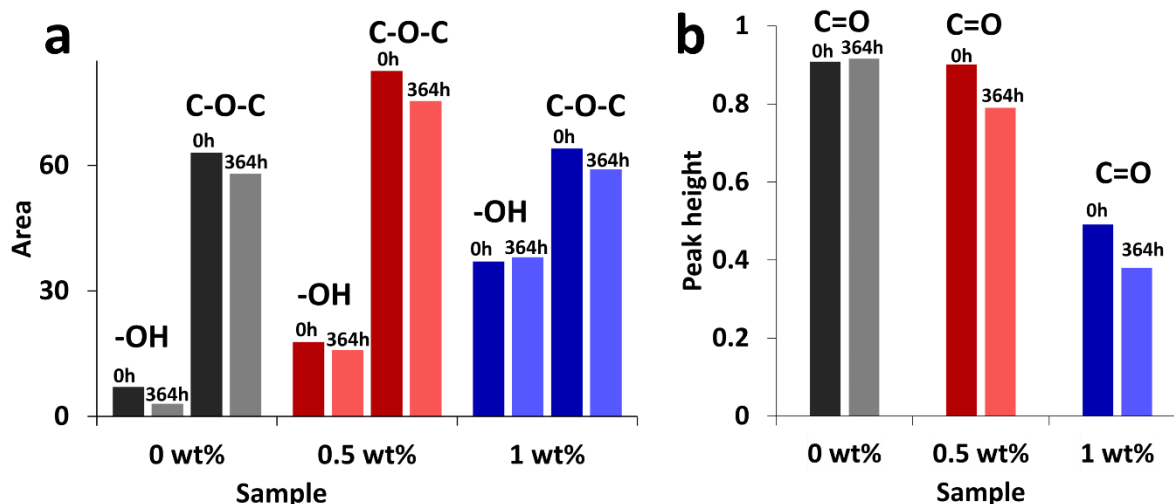 a
C-O-C
0h
364h
C-O-C
0h
364h
C-O-C
0h
364h
-OH
0h
364h
-OH
0h
364h
-OH
0h
364h
60
30
0
Area
0 wt%
0.5 wt%
1 wt%
Sample
b
C=O
0h
364h
C=O
0h
364h
C=O
0h
364h
1
0.8
0.6
0.4
0.2
0
Peak height
0 wt%
0.5 wt%
1 wt%
Sample